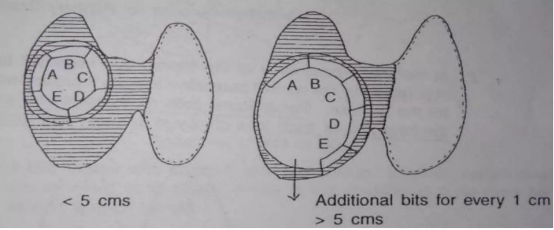 A B C D E
A B C D E
< 5 cms
Additional bits for every 1 cm
> 5 cms